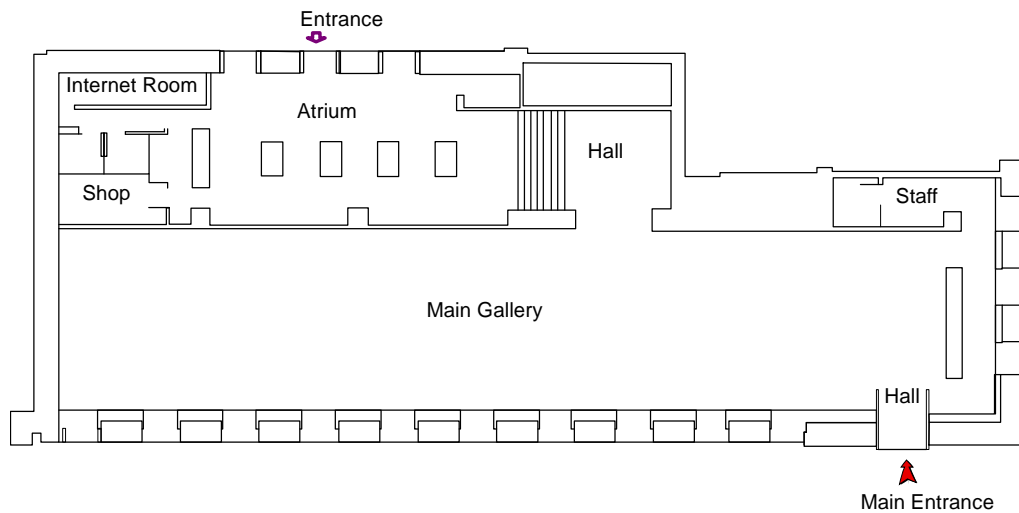 Entrance
Internet Room
Atrium
Hall
Shop
Staff
Main Gallery
Hall
Main Entrance